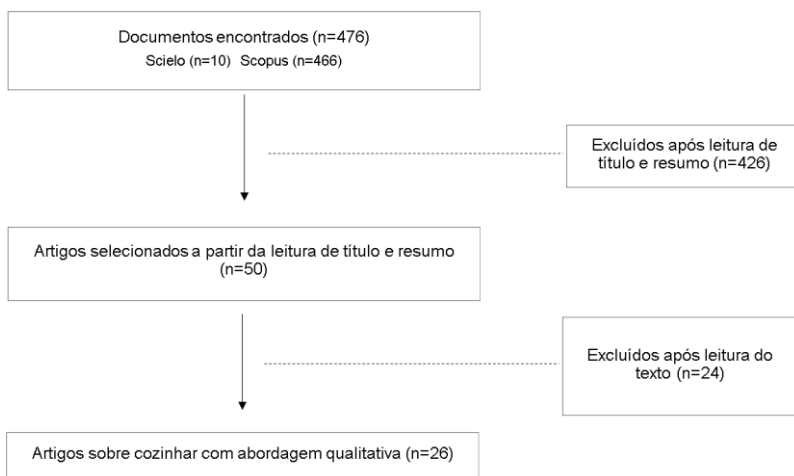 Documentos encontrados (n=476)
Scielo (n=10) Scopus (n=466)
Excluídos após leitura de
título e resumo (n=426)
Artigos selecionados a partir da leitura de título e resumo
(n=50)
Excluídos após leitura do
texto (n=24)
Artigos sobre cozinhar com abordagem qualitativa (n=26)